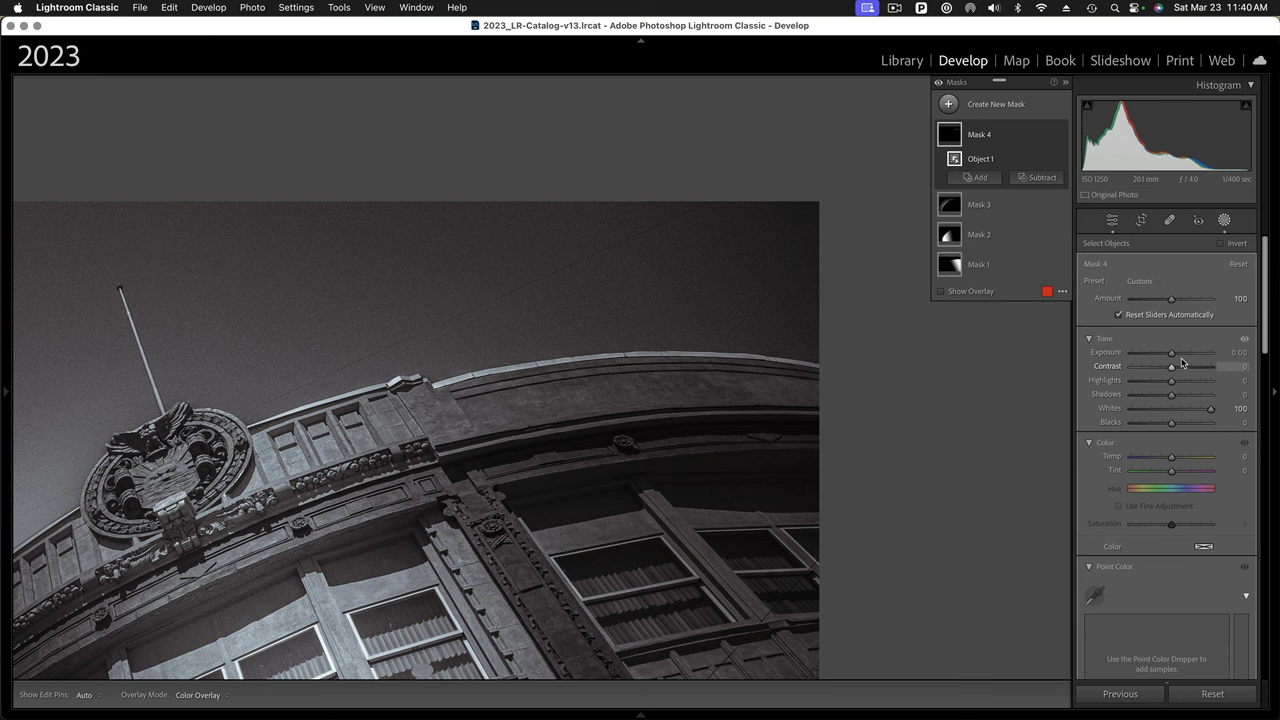 Lightroom Classic File Edit Develop Photo Settings Tools View Window Help Sat Mar 23 11:40 AM
2023_LR-Catalog-v13.lrcat - Adobe Photoshop Lightroom Classic - Develop
2023
Library | Develop | Map | Book | Slideshow | Print | Web
Masks
Create New Mask
Mask 4
Object 1
Add Subtract
Mask 3
Mask 2
Mask 1
Show Overlay
Histogram
ISO 1250 201 mm ƒ / 4.0 1/400 sec
Original Photo
Select Objects Invert
Mask 4 Reset
Preset: Custom
Amount 100
Reset Sliders Automatically
Tone
Exposure 0.00
Contrast 0
Highlights 0
Shadows 0
Whites 100
Blacks 0
Color
Temp 0
Tint 0
Hue
Use Fine Adjustment
Saturation 0
Color
Point Color
Use the Point Color Dropper to
add samples.
Show Edit Pins: Auto Overlay Mode: Color Overlay
Previous Reset